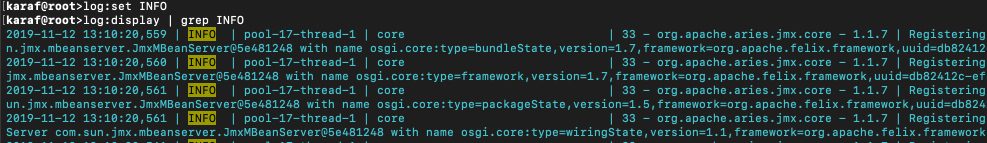 karaf@root>log:set INFO
karaf@root>log:display | grep INFO
2019-11-12 13:10:20,559 | INFO | pool-17-thread-1 | core | 33 - org.apache.aries.jmx.core - 1.1.7 | Registering
n.jmx.mbeanserver.JmxMBeanServer@5e481248 with name osgi.core:type=bundleState,version=1.7,framework=org.apache.felix.framework,uuid=db82412
2019-11-12 13:10:20,560 | INFO | pool-17-thread-1 | core | 33 - org.apache.aries.jmx.core - 1.1.7 | Registering
jmx.mbeanserver.JmxMBeanServer@5e481248 with name osgi.core:type=framework,version=1.7,framework=org.apache.felix.framework,uuid=db82412c-ef
2019-11-12 13:10:20,561 | INFO | pool-17-thread-1 | core | 33 - org.apache.aries.jmx.core - 1.1.7 | Registering
un.jmx.mbeanserver.JmxMBeanServer@5e481248 with name osgi.core:type=packageState,version=1.5,framework=org.apache.felix.framework,uuid=db824
2019-11-12 13:10:20,561 | INFO | pool-17-thread-1 | core | 33 - org.apache.aries.jmx.core - 1.1.7 | Registering
Server com.sun.jmx.mbeanserver.JmxMBeanServer@5e481248 with name osgi.core:type=wiringState,version=1.1,framework=org.apache.felix.framework